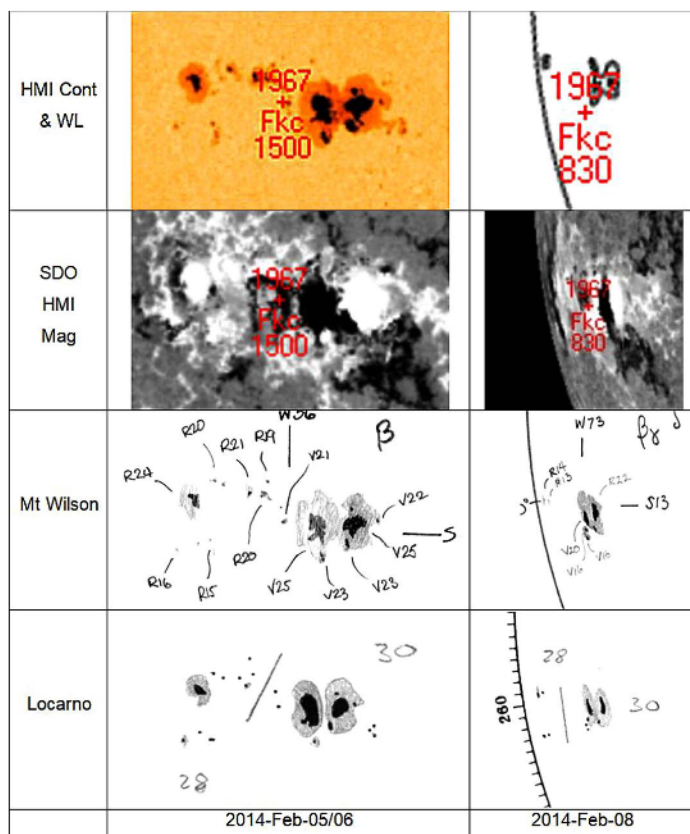 HMI Cont
& WL
1967
+
Fkc
1500
1967
+
Fkc
830
SDO
HMI
Mag
1967
+
Fkc
1500
1967
+
Fkc
830
Mt Wilson
W36
β
R20
R21
R19
V21
R24
V22
S
R16
R15
R20
V25
V23
V23
V25
W73
βγ δ
R14
R13
R22
S13
V20
V16
V16
Locarno
30
28
28
30
260
2014-Feb-05/06
2014-Feb-08